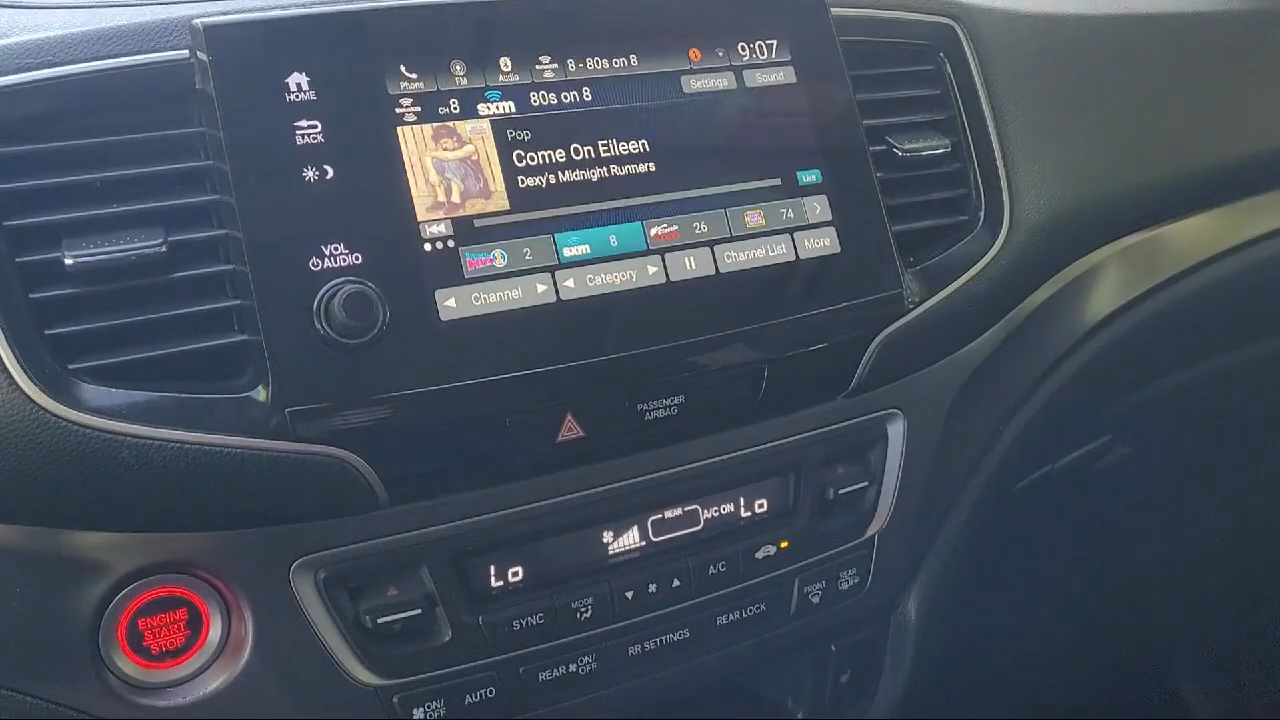 HOME
BACK
VOL
AUDIO
Phone
FM
Audio
8 - 80s on 8
1
9:07
CH 8
sxm
80s on 8
Settings
Sound
Pop
Come On Eileen
Dexy's Midnight Runners
Live
2
sxm 8
26
74
Channel
Category
Channel List
More
PASSENGER
AIRBAG
Lo
REAR
A/C ON
Lo
SYNC
MODE
A/C
FRONT
REAR
REAR ON/OFF
RR SETTINGS
REAR LOCK
ON/OFF
AUTO
ENGINE
START
STOP